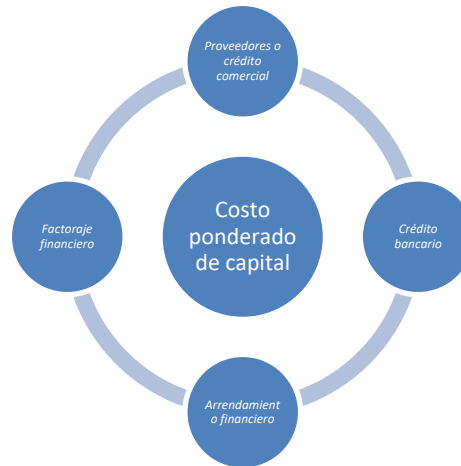 Proveedores o
crédito
comercial
Factoraje
financiero
Costo
ponderado
de capital
Crédito
bancario
Arrendamient
o financiero